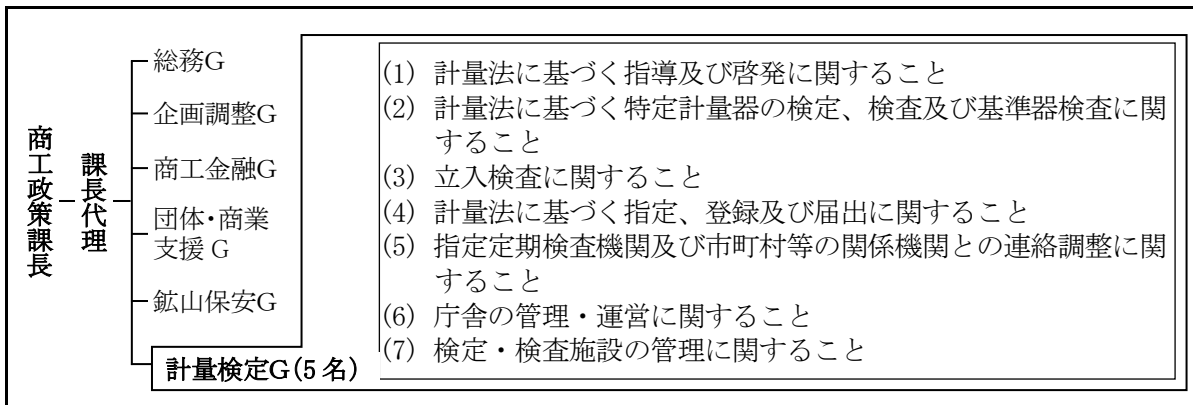 商工政策課長
課長代理
総務G
企画調整G
商工金融G
団体・商業
支援 G
鉱山保安G
計量検定G(5 名)
(1) 計量法に基づく指導及び啓発に関すること
(2) 計量法に基づく特定計量器の検定、検査及び基準器検査に関
すること
(3) 立入検査に関すること
(4) 計量法に基づく指定、登録及び届出に関すること
(5) 指定定期検査機関及び市町村等の関係機関との連絡調整に関
すること
(6) 庁舎の管理・運営に関すること
(7) 検定・検査施設の管理に関すること